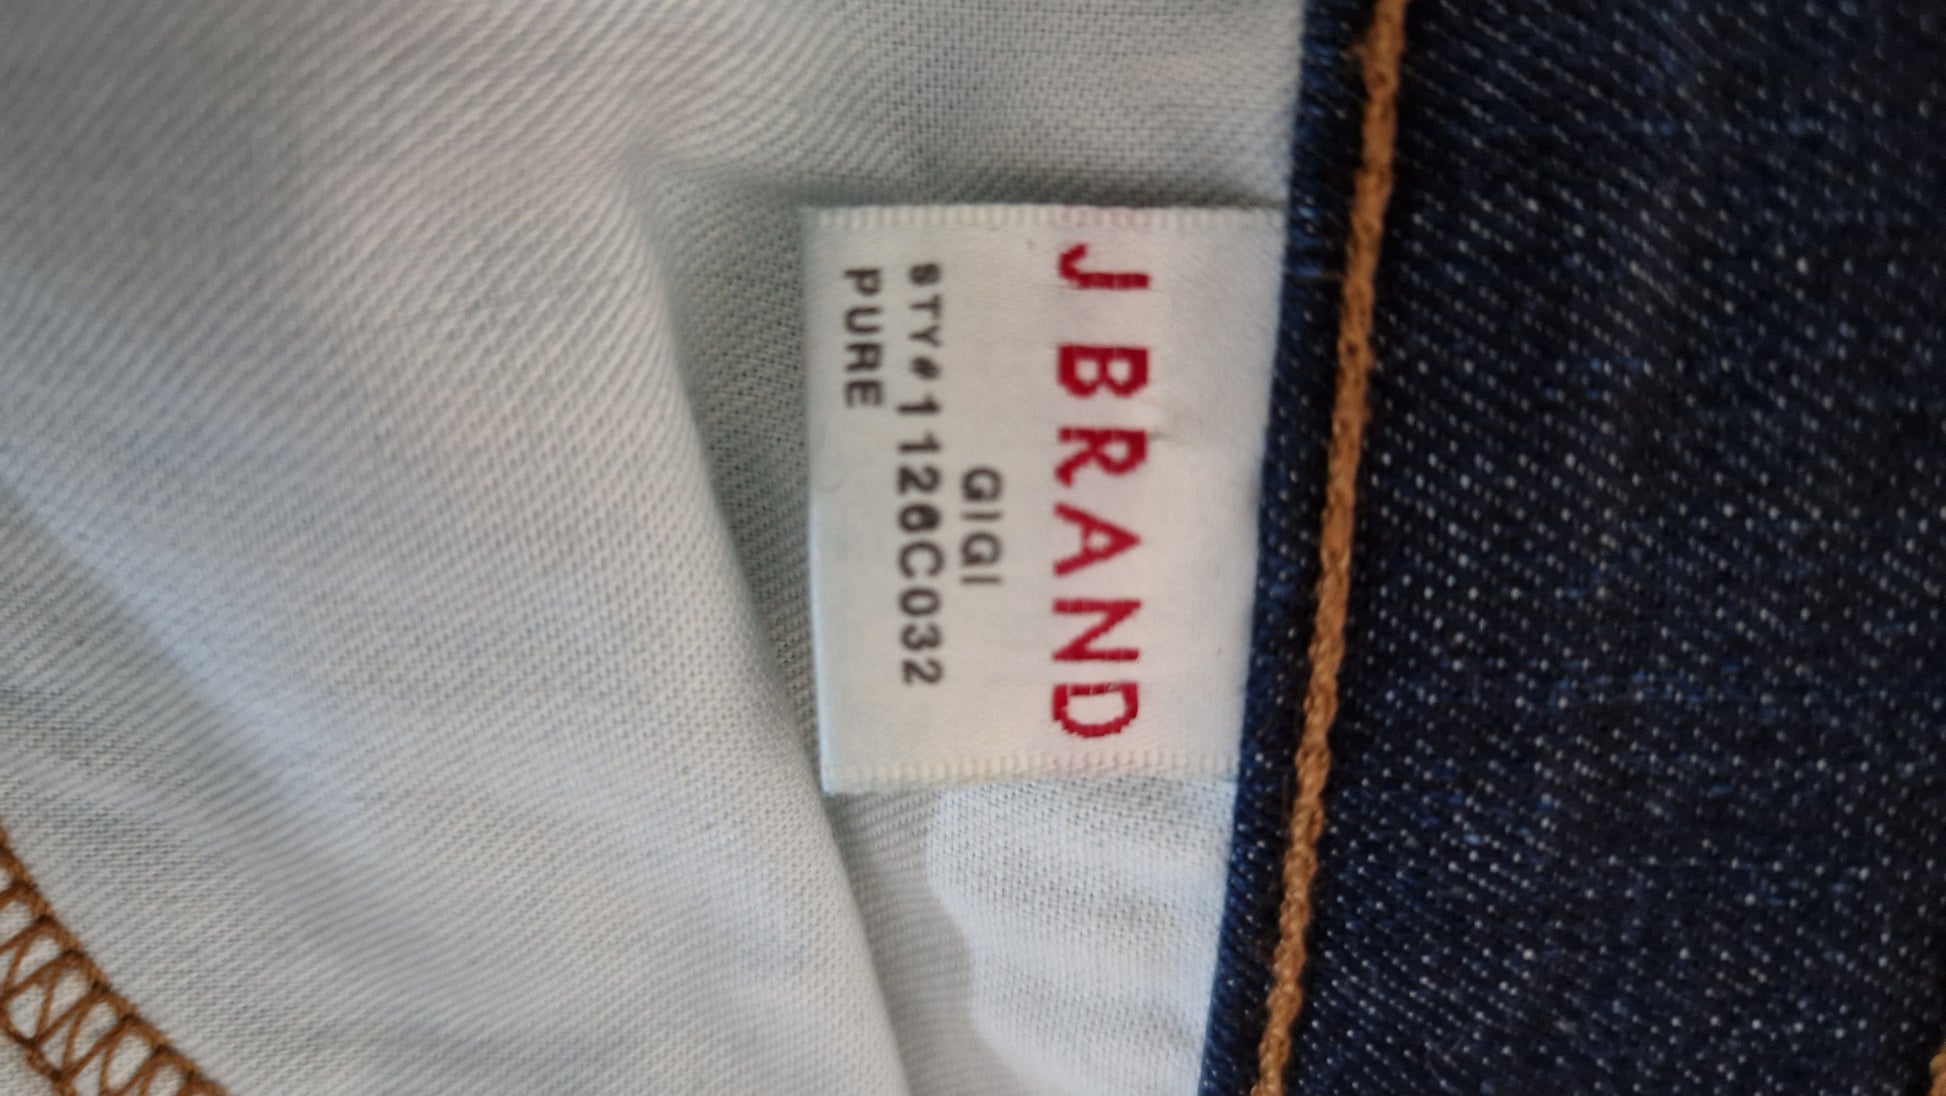 J BRAND
GIGI
STY#1126C032
PURE